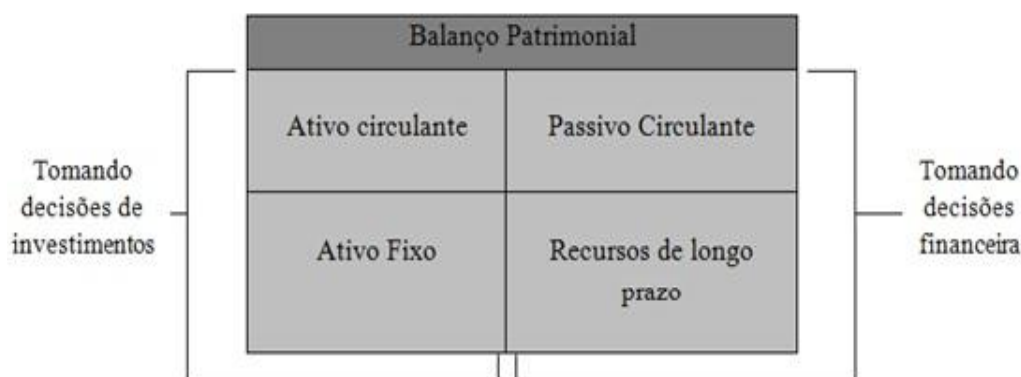 Balanço Patrimonial
Ativo circulante
Passivo Circulante
Tomando
decisões de
investimentos
Ativo Fixo
Recursos de longo
prazo
Tomando
decisões
financeira